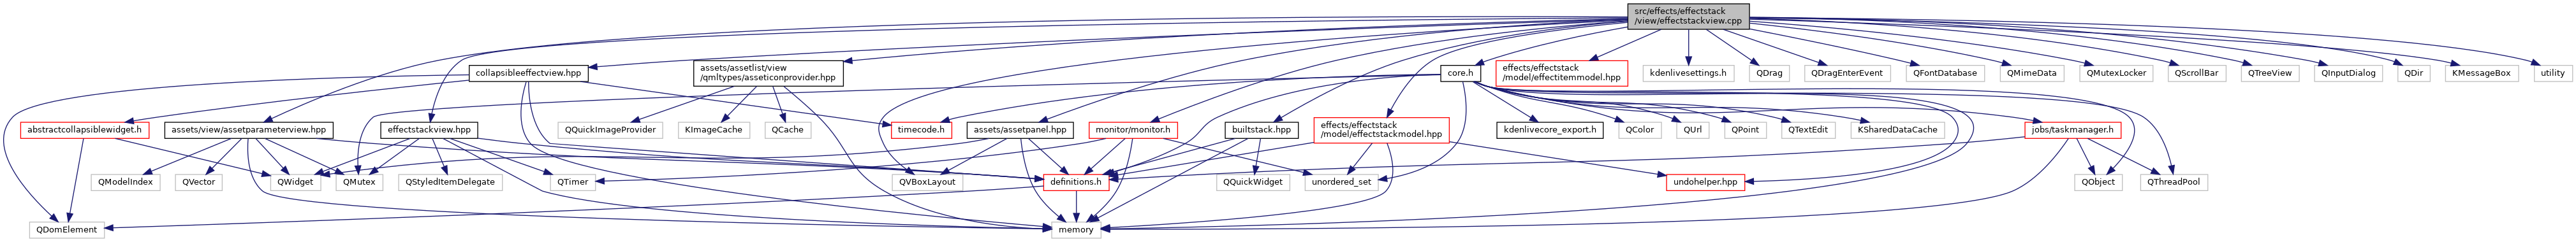 src/effects/effectstack
/view/effectstackview.cpp
collapsibleeffectview.hpp
assets/assetlist/view
/qmltypes/asseticonprovider.hpp
core.h
effects/effectstack
/model/effectitemmodel.hpp
kdenlivesettings.h
QDrag
QDragEnterEvent
QFontDatabase
QMimeData
QMutexLocker
QScrollBar
QTreeView
QInputDialog
QDir
KMessageBox
utility
abstractcollapsiblewidget.h
assets/view/assetparameterview.hpp
effectstackview.hpp
QQuickImageProvider
KImageCache
QCache
timecode.h
assets/assetpanel.hpp
monitor/monitor.h
builtstack.hpp
effects/effectstack
/model/effectstackmodel.hpp
kdenlivecore_export.h
QColor
QUrl
QPoint
QTextEdit
KSharedDataCache
jobs/taskmanager.h
QModelIndex
QVector
QWidget
QMutex
QStyledItemDelegate
QTimer
QVBoxLayout
definitions.h
QQuickWidget
unordered_set
undohelper.hpp
QObject
QThreadPool
QDomElement
memory